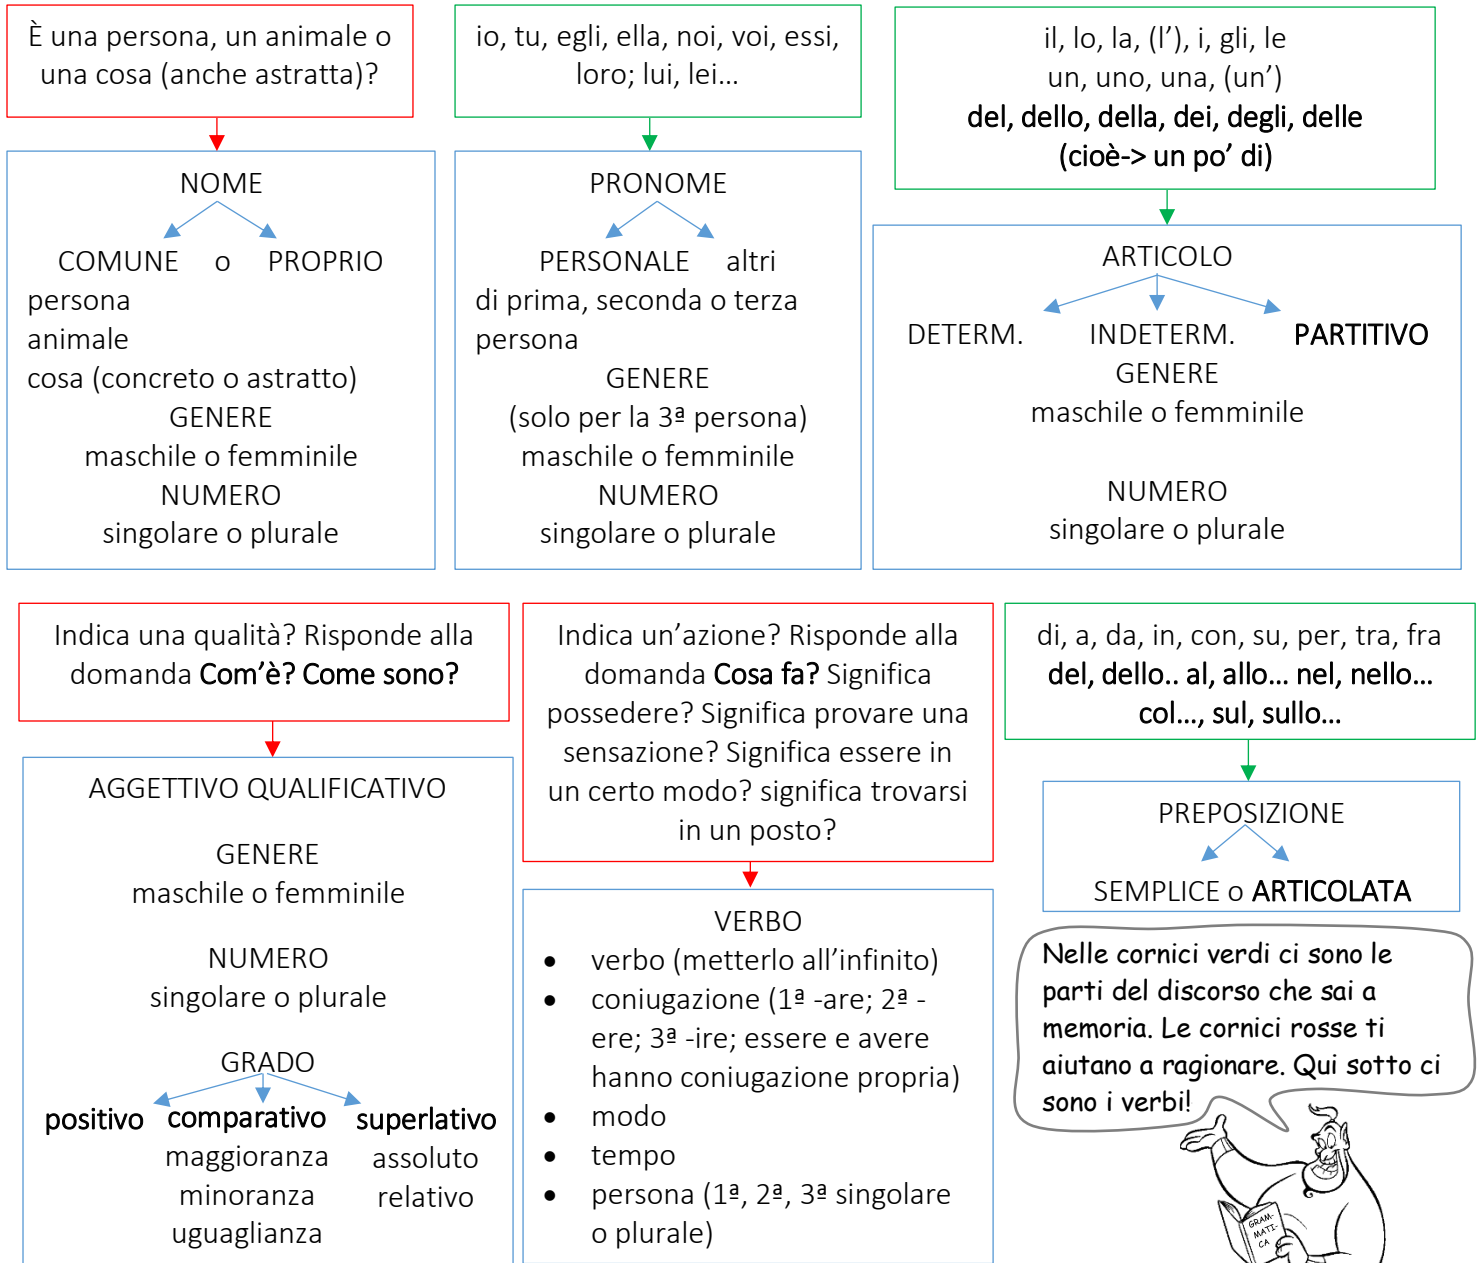 È una persona, un animale o
una cosa (anche astratta)?
NOME
COMUNE o PROPRIO
persona
animale
cosa (concreto o astratto)
GENERE
maschile o femminile
NUMERO
singolare o plurale
io, tu, egli, ella, noi, voi, essi,
loro; lui, lei…
PRONOME
PERSONALE altri
di prima, seconda o terza
persona
GENERE
(solo per la 3ª persona)
maschile o femminile
NUMERO
singolare o plurale
il, lo, la, (l’), i, gli, le
un, uno, una, (un’)
del, dello, della, dei, degli, delle
(cioè-> un po’ di)
ARTICOLO
DETERM. INDETERM. PARTITIVO
GENERE
maschile o femminile
NUMERO
singolare o plurale
Indica una qualità? Risponde alla
domanda Com’è? Come sono?
AGGETTIVO QUALIFICATIVO
GENERE
maschile o femminile
NUMERO
singolare o plurale
GRADO
positivo comparativo superlativo
maggioranza assoluto
minoranza relativo
uguaglianza
Indica un’azione? Risponde alla
domanda Cosa fa? Significa
possedere? Significa provare una
sensazione? Significa essere in
un certo modo? significa trovarsi
in un posto?
VERBO
• verbo (metterlo all’infinito)
• coniugazione (1ª -are; 2ª -
ere; 3ª -ire; essere e avere
hanno coniugazione propria)
• modo
• tempo
• persona (1ª, 2ª, 3ª singolare
o plurale)
di, a, da, in, con, su, per, tra, fra
del, dello.. al, allo… nel, nello…
col…, sul, sullo…
PREPOSIZIONE
SEMPLICE o ARTICOLATA
Nelle cornici verdi ci sono le
parti del discorso che sai a
memoria. Le cornici rosse ti
aiutano a ragionare. Qui sotto ci
sono i verbi!
GRAM-
MATI-
CA